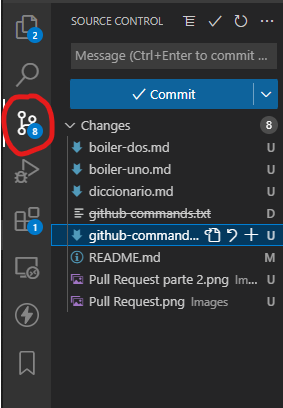 SOURCE CONTROL
2
Message (Ctrl+Enter to commit ...
8
Commit
Changes 8
boiler-dos.md U
boiler-uno.md U
diccionario.md U
github-commands.txt D
1
github-command... U
README.md M
Pull Request parte 2.png Im... U
Pull Request.png Images U